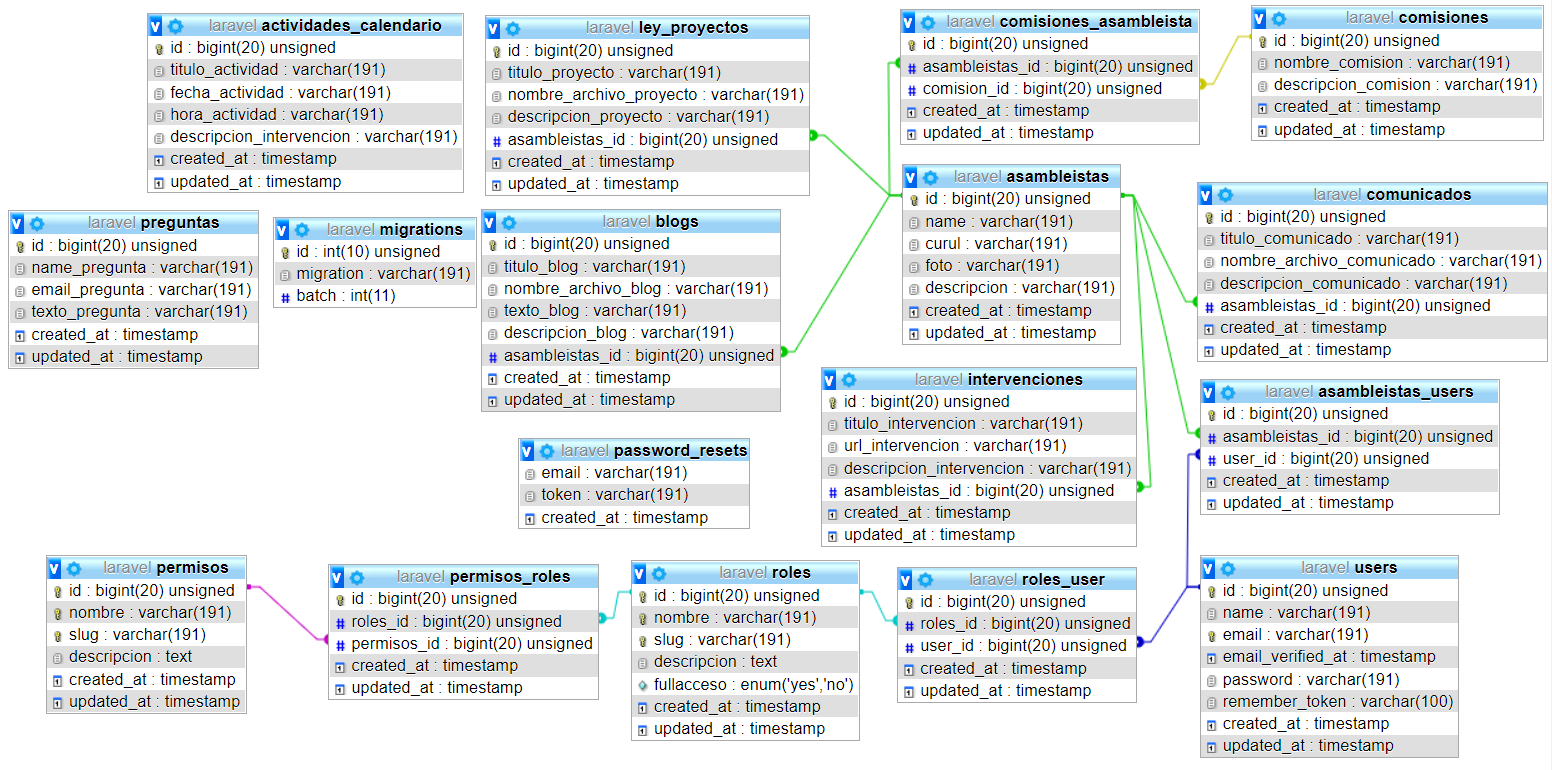 laravel actividades_calendario
id : bigint(20) unsigned
titulo_actividad : varchar(191)
fecha_actividad : varchar(191)
hora_actividad : varchar(191)
descripcion_intervencion : varchar(191)
created_at : timestamp
updated_at : timestamp
laravel ley_proyectos
id : bigint(20) unsigned
titulo_proyecto : varchar(191)
nombre_archivo_proyecto : varchar(191)
descripcion_proyecto : varchar(191)
asambleistas_id : bigint(20) unsigned
created_at : timestamp
updated_at : timestamp
laravel comisiones_asambleista
id : bigint(20) unsigned
asambleistas_id : bigint(20) unsigned
comision_id : bigint(20) unsigned
created_at : timestamp
updated_at : timestamp
laravel comisiones
id : bigint(20) unsigned
nombre_comision : varchar(191)
descripcion_comision : varchar(191)
created_at : timestamp
updated_at : timestamp
laravel preguntas
id : bigint(20) unsigned
name_pregunta : varchar(191)
email_pregunta : varchar(191)
texto_pregunta : varchar(191)
created_at : timestamp
updated_at : timestamp
laravel migrations
id : int(10) unsigned
migration : varchar(191)
batch : int(11)
laravel blogs
id : bigint(20) unsigned
titulo_blog : varchar(191)
nombre_archivo_blog : varchar(191)
texto_blog : varchar(191)
descripcion_blog : varchar(191)
asambleistas_id : bigint(20) unsigned
created_at : timestamp
updated_at : timestamp
laravel asambleistas
id : bigint(20) unsigned
name : varchar(191)
curul : varchar(191)
foto : varchar(191)
descripcion : varchar(191)
created_at : timestamp
updated_at : timestamp
laravel comunicados
id : bigint(20) unsigned
titulo_comunicado : varchar(191)
nombre_archivo_comunicado : varchar(191)
descripcion_comunicado : varchar(191)
asambleistas_id : bigint(20) unsigned
created_at : timestamp
updated_at : timestamp
laravel intervenciones
id : bigint(20) unsigned
titulo_intervencion : varchar(191)
url_intervencion : varchar(191)
descripcion_intervencion : varchar(191)
asambleistas_id : bigint(20) unsigned
created_at : timestamp
updated_at : timestamp
laravel asambleistas_users
id : bigint(20) unsigned
asambleistas_id : bigint(20) unsigned
user_id : bigint(20) unsigned
created_at : timestamp
updated_at : timestamp
laravel password_resets
email : varchar(191)
token : varchar(191)
created_at : timestamp
laravel permisos
id : bigint(20) unsigned
nombre : varchar(191)
slug : varchar(191)
descripcion : text
created_at : timestamp
updated_at : timestamp
laravel permisos_roles
id : bigint(20) unsigned
roles_id : bigint(20) unsigned
permisos_id : bigint(20) unsigned
created_at : timestamp
updated_at : timestamp
laravel roles
id : bigint(20) unsigned
nombre : varchar(191)
slug : varchar(191)
descripcion : text
fullacceso : enum('yes','no')
created_at : timestamp
updated_at : timestamp
laravel roles_user
id : bigint(20) unsigned
roles_id : bigint(20) unsigned
user_id : bigint(20) unsigned
created_at : timestamp
updated_at : timestamp
laravel users
id : bigint(20) unsigned
name : varchar(191)
email : varchar(191)
email_verified_at : timestamp
password : varchar(191)
remember_token : varchar(100)
created_at : timestamp
updated_at : timestamp